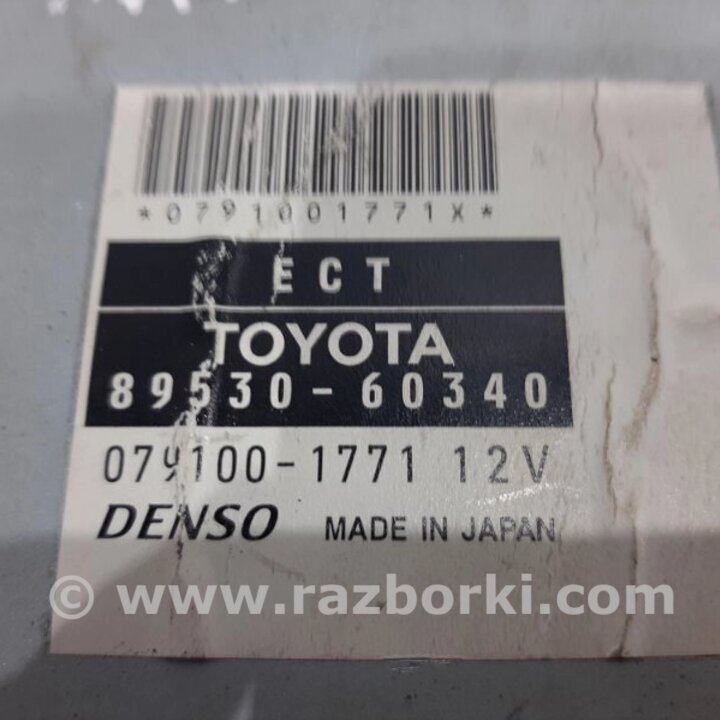 *0791001771X*
ECT
TOYOTA
89530-60340
079100-1771 12V
DENSO MADE IN JAPAN
© www.razborki.com